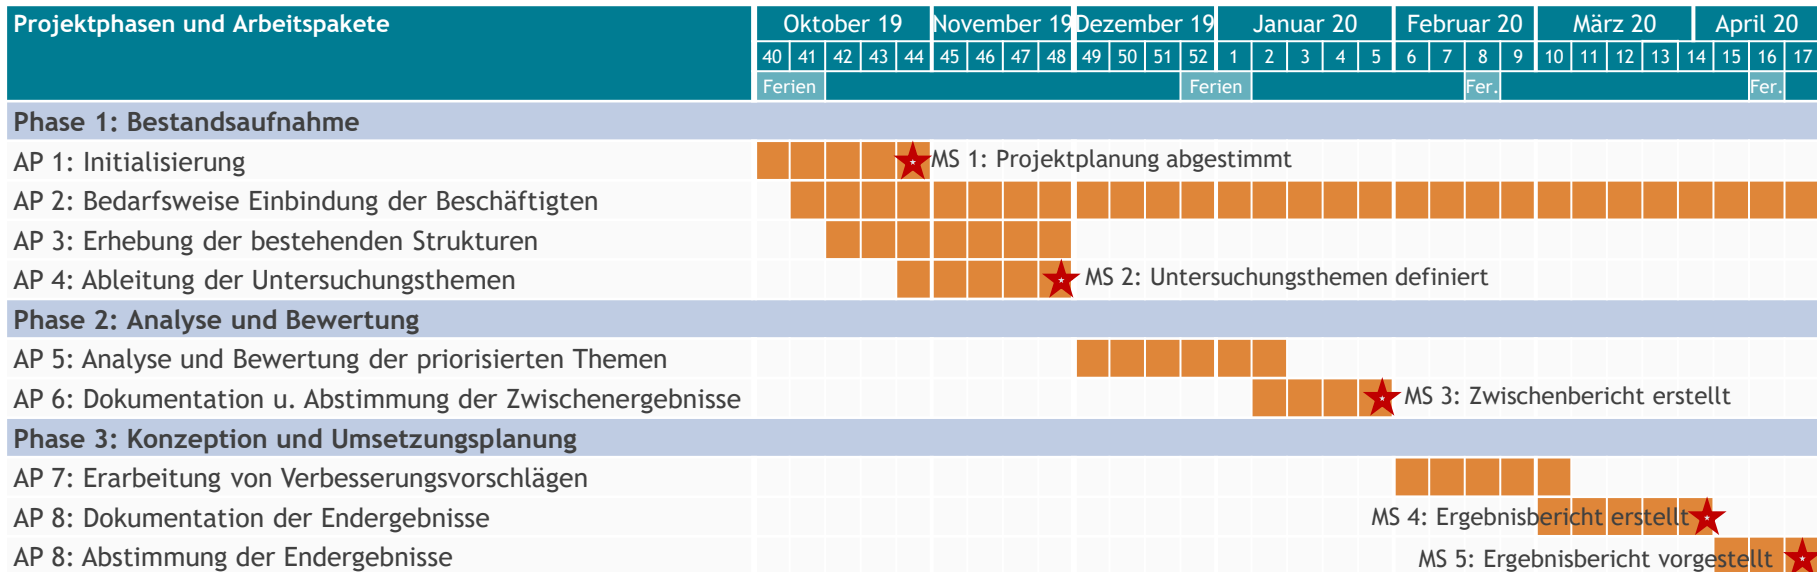 Projektphasen und Arbeitspakete
Oktober 19 November 19 Dezember 19 Januar 20 Februar 20 März 20 April 20
40 41 42 43 44 45 46 47 48 49 50 51 52 1 2 3 4 5 6 7 8 9 10 11 12 13 14 15 16 17
Ferien Ferien Fer. Fer.
Phase 1: Bestandsaufnahme
AP 1: Initialisierung MS 1: Projektplanung abgestimmt
AP 2: Bedarfsweise Einbindung der Beschäftigten
AP 3: Erhebung der bestehenden Strukturen
AP 4: Ableitung der Untersuchungsthemen MS 2: Untersuchungsthemen definiert
Phase 2: Analyse und Bewertung
AP 5: Analyse und Bewertung der priorisierten Themen
AP 6: Dokumentation u. Abstimmung der Zwischenergebnisse MS 3: Zwischenbericht erstellt
Phase 3: Konzeption und Umsetzungsplanung
AP 7: Erarbeitung von Verbesserungsvorschlägen
AP 8: Dokumentation der Endergebnisse MS 4: Ergebnisbericht erstellt
AP 8: Abstimmung der Endergebnisse MS 5: Ergebnisbericht vorgestellt